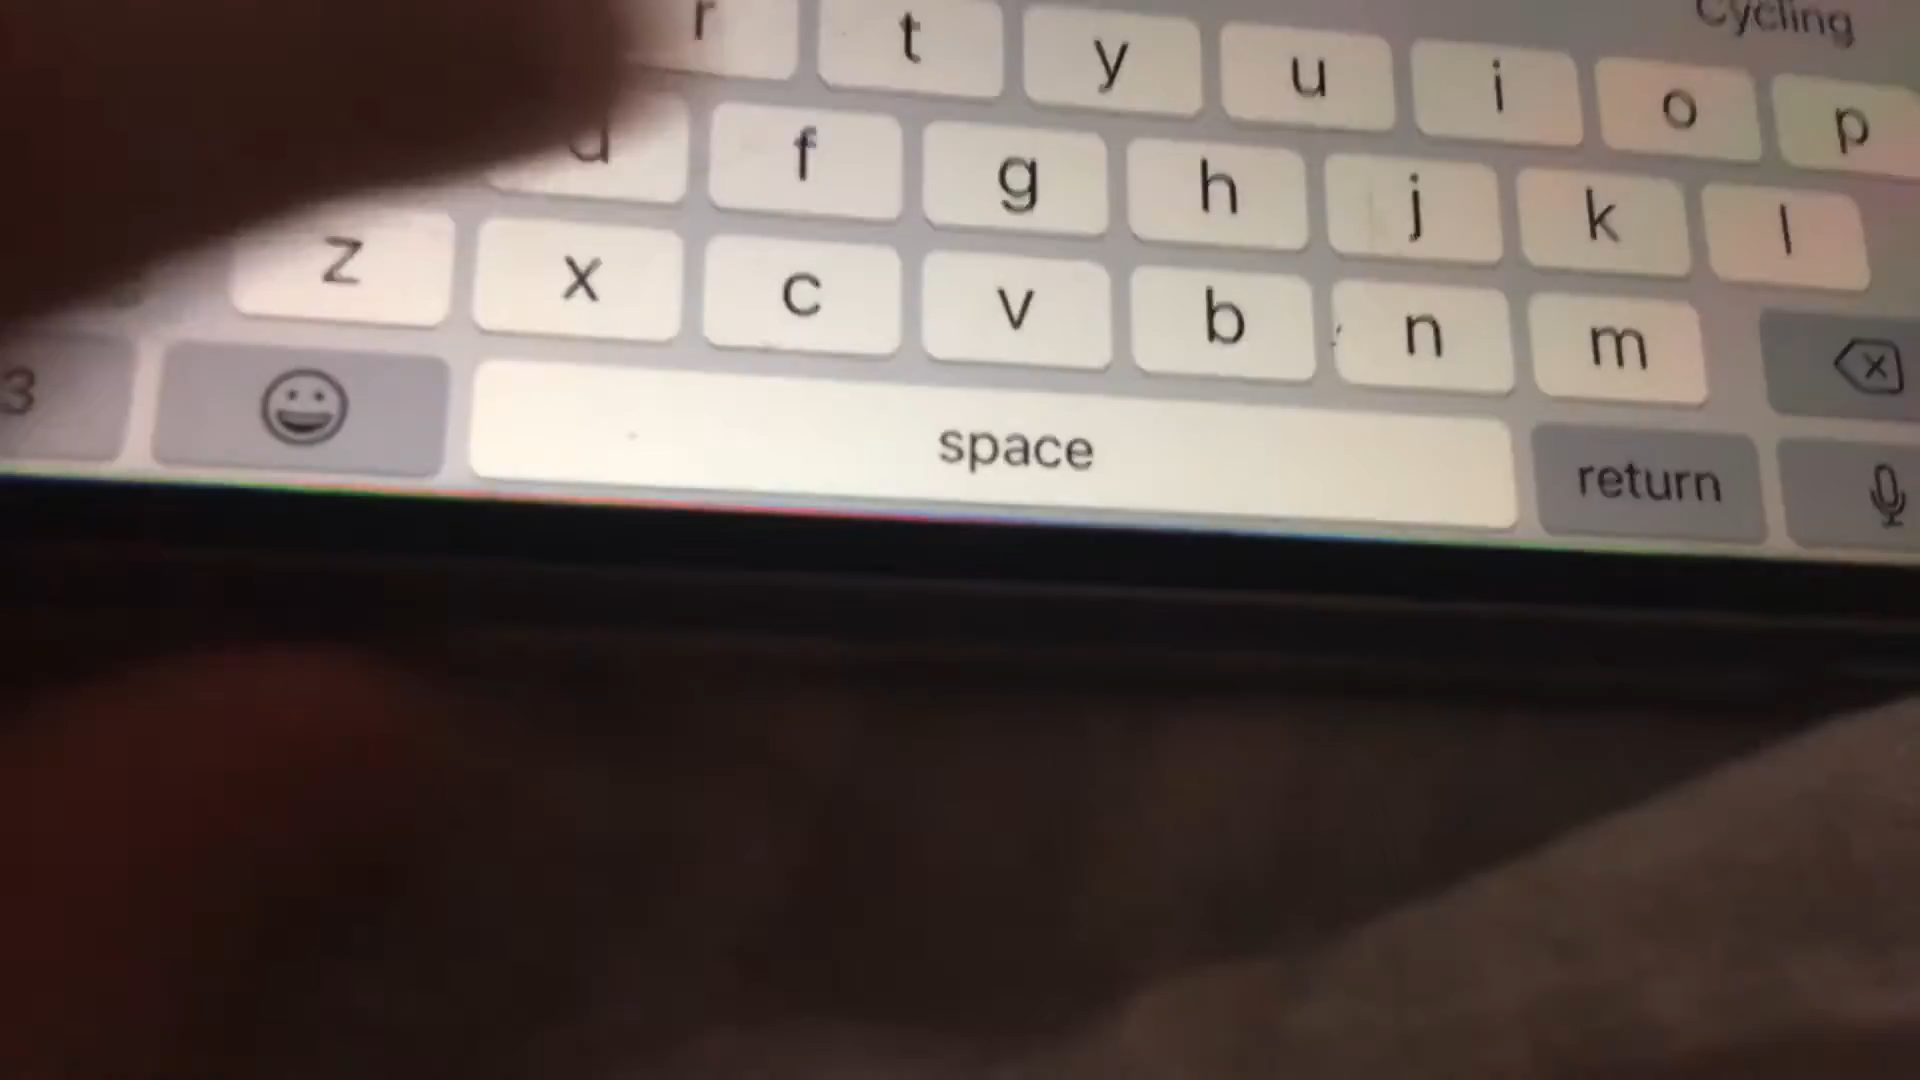 Cycling
r t y u i o p
d f g h j k l
z x c v b n m
3 space return